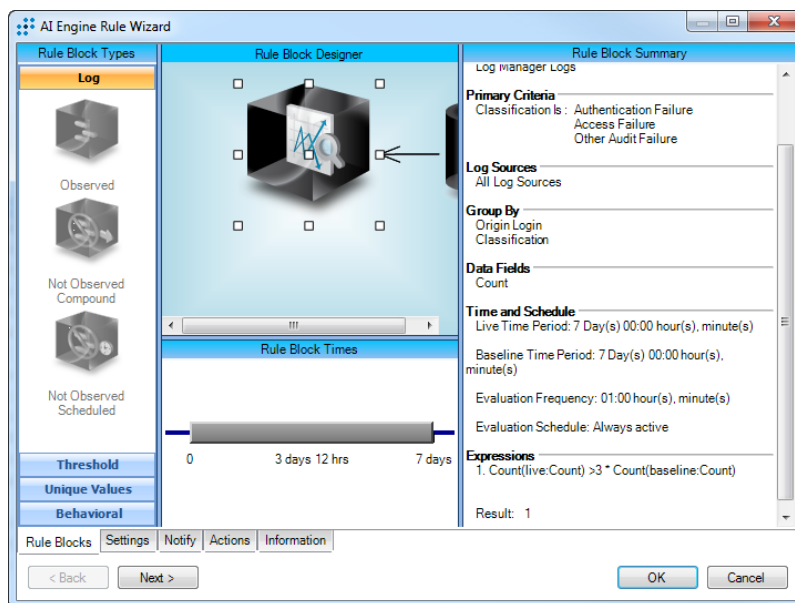 AI Engine Rule Wizard
Rule Block Types
Log
Observed
Not Observed
Compound
Not Observed
Scheduled
Threshold
Unique Values
Behavioral
Rule Block Designer
Rule Block Times
0
3 days 12 hrs
7 days
Rule Block Summary
Log Manager Logs
Primary Criteria
Classification Is : Authentication Failure
Access Failure
Other Audit Failure
Log Sources
All Log Sources
Group By
Origin Login
Classification
Data Fields
Count
Time and Schedule
Live Time Period: 7 Day(s) 00:00 hour(s), minute(s)
Baseline Time Period: 7 Day(s) 00:00 hour(s),
minute(s)
Evaluation Frequency: 01:00 hour(s), minute(s)
Evaluation Schedule: Always active
Expressions
1. Count(live:Count) >3 * Count(baseline:Count)
Result: 1
Rule Blocks Settings Notify Actions Information
< Back Next > OK Cancel